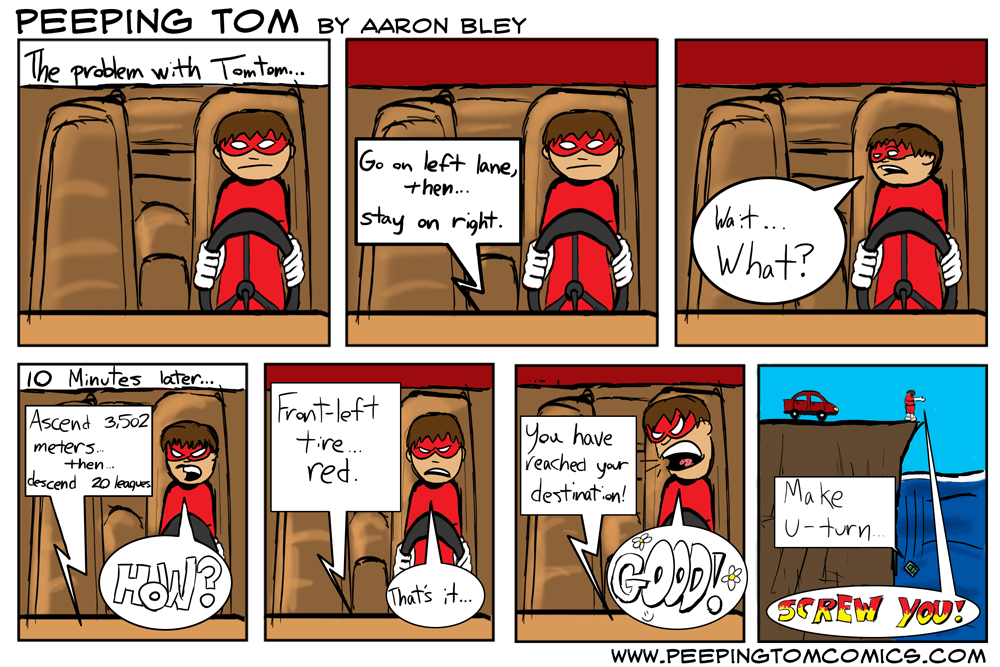 PEEPING TOM BY AARON BLEY
The problem with Tomtom...
Go on left lane,
then...
stay on right.
Wait...
What?
10 Minutes later...
Ascend 3,502
meters...
then...
descend 20 leagues
HOW?
Front-left
tire...
red.
That's it...
You have
reached your
destination!
GOOD!
Make
U-turn...
SCREW YOU!
WWW.PEEPINGTOMCOMICS.COM